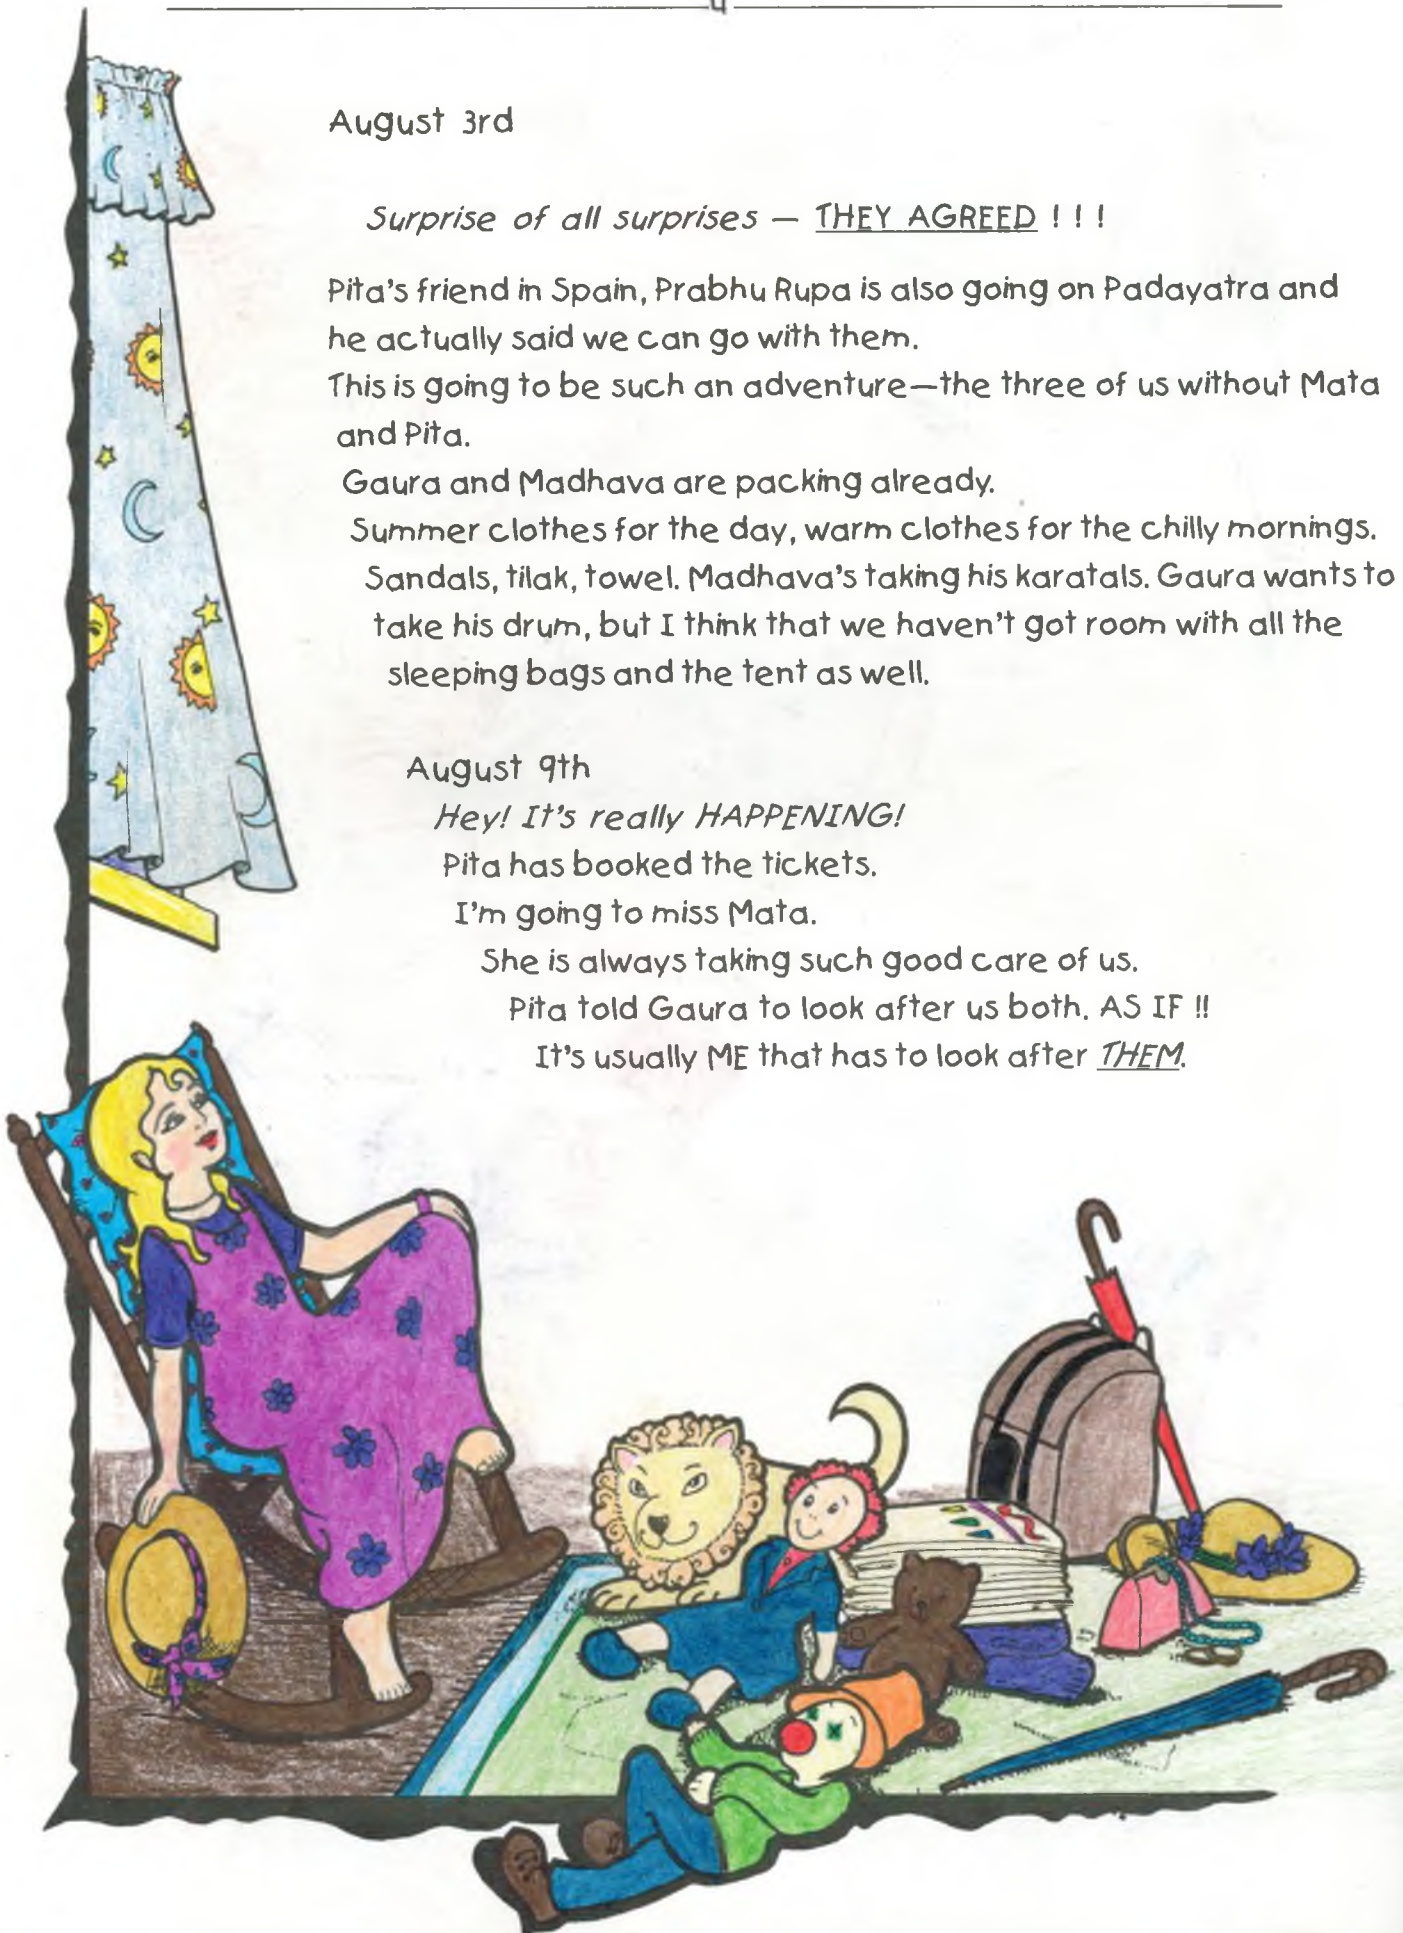 4
August 3rd
Surprise of all surprises — THEY AGREED ! ! !
Pita's friend in Spain, Prabhu Rupa is also going on Padayatra and
he actually said we can go with them.
This is going to be such an adventure—the three of us without Mata
and Pita.
Gaura and Madhava are packing already.
Summer clothes for the day, warm clothes for the chilly mornings.
Sandals, tilak, towel. Madhava's taking his karatals. Gaura wants to
take his drum, but I think that we haven't got room with all the
sleeping bags and the tent as well.
August 9th
Hey! It's really HAPPENING!
Pita has booked the tickets.
I'm going to miss Mata.
She is always taking such good care of us.
Pita told Gaura to look after us both. AS IF !!
It's usually ME that has to look after THEM.